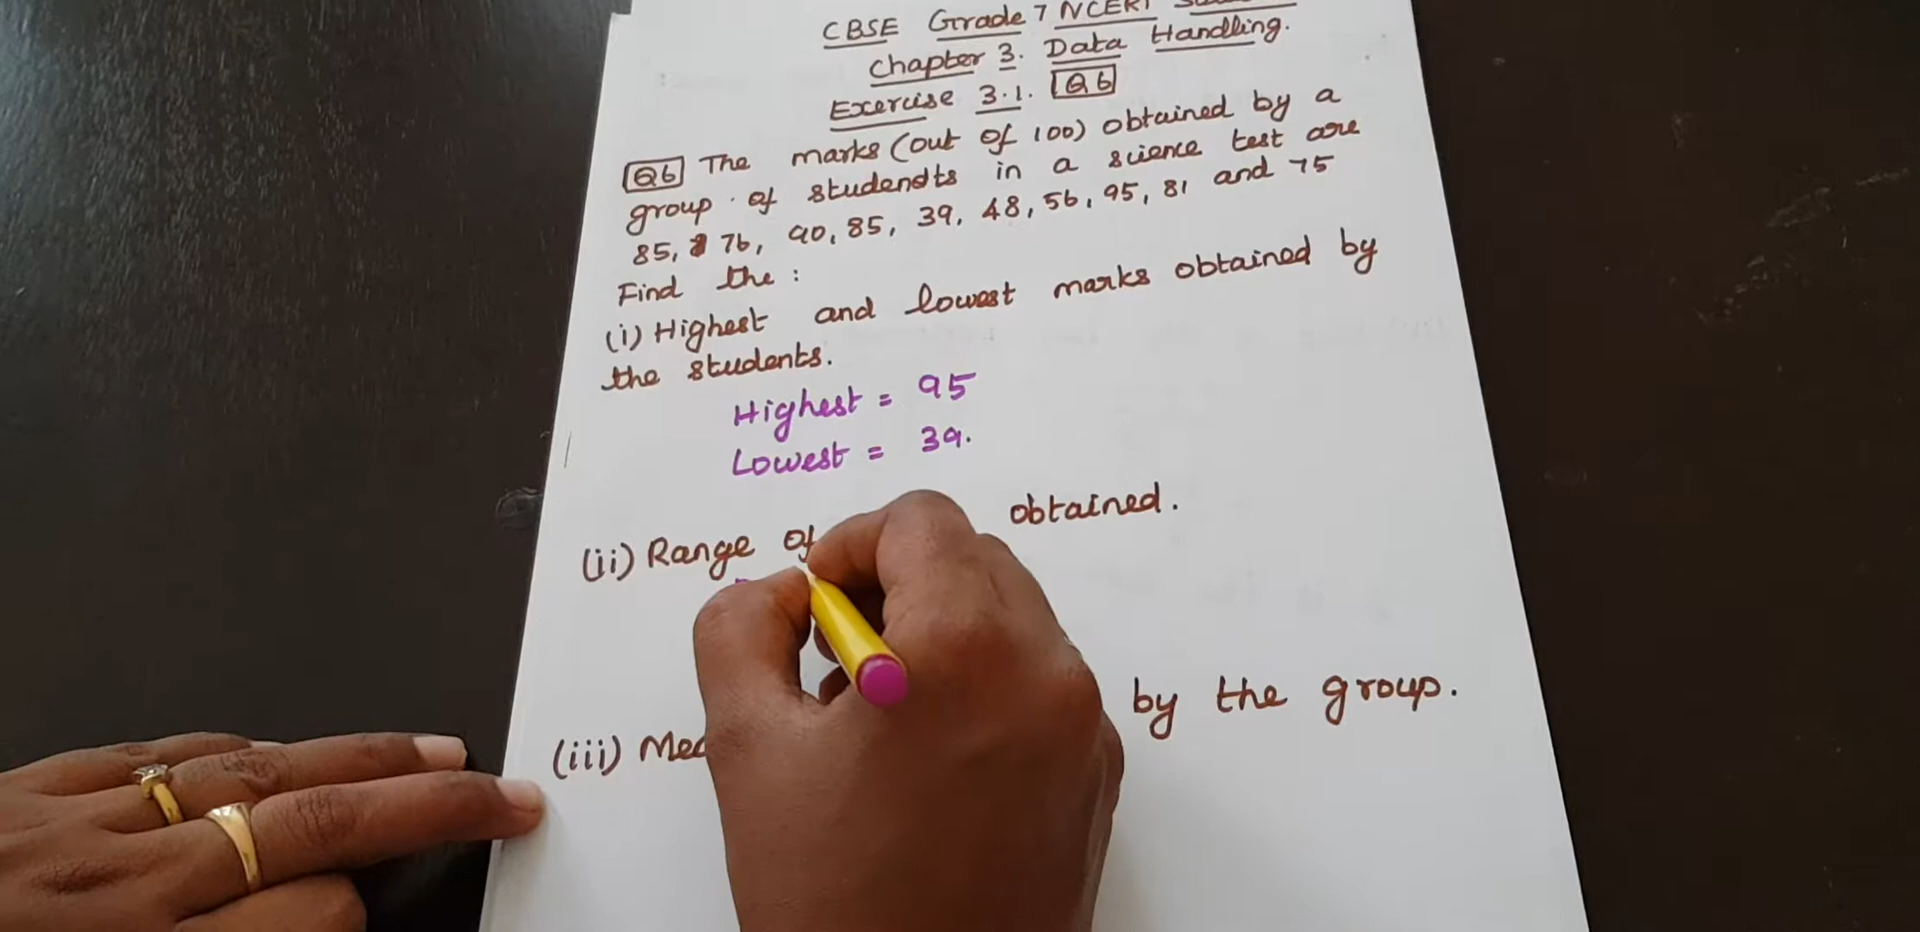 CBSE Grade 7 NCERT
Chapter 3. Data Handling.
Exercise 3.1. Q6
Q6 The marks (out of 100) obtained by a
group of studendts in a science test are
85, 76, 90, 85, 39, 48, 56, 95, 81 and 75
Find the :
(i) Highest and lowest marks obtained by
the students.
Highest = 95
Lowest = 39.
(ii) Range of obtained.
(iii) by the group.